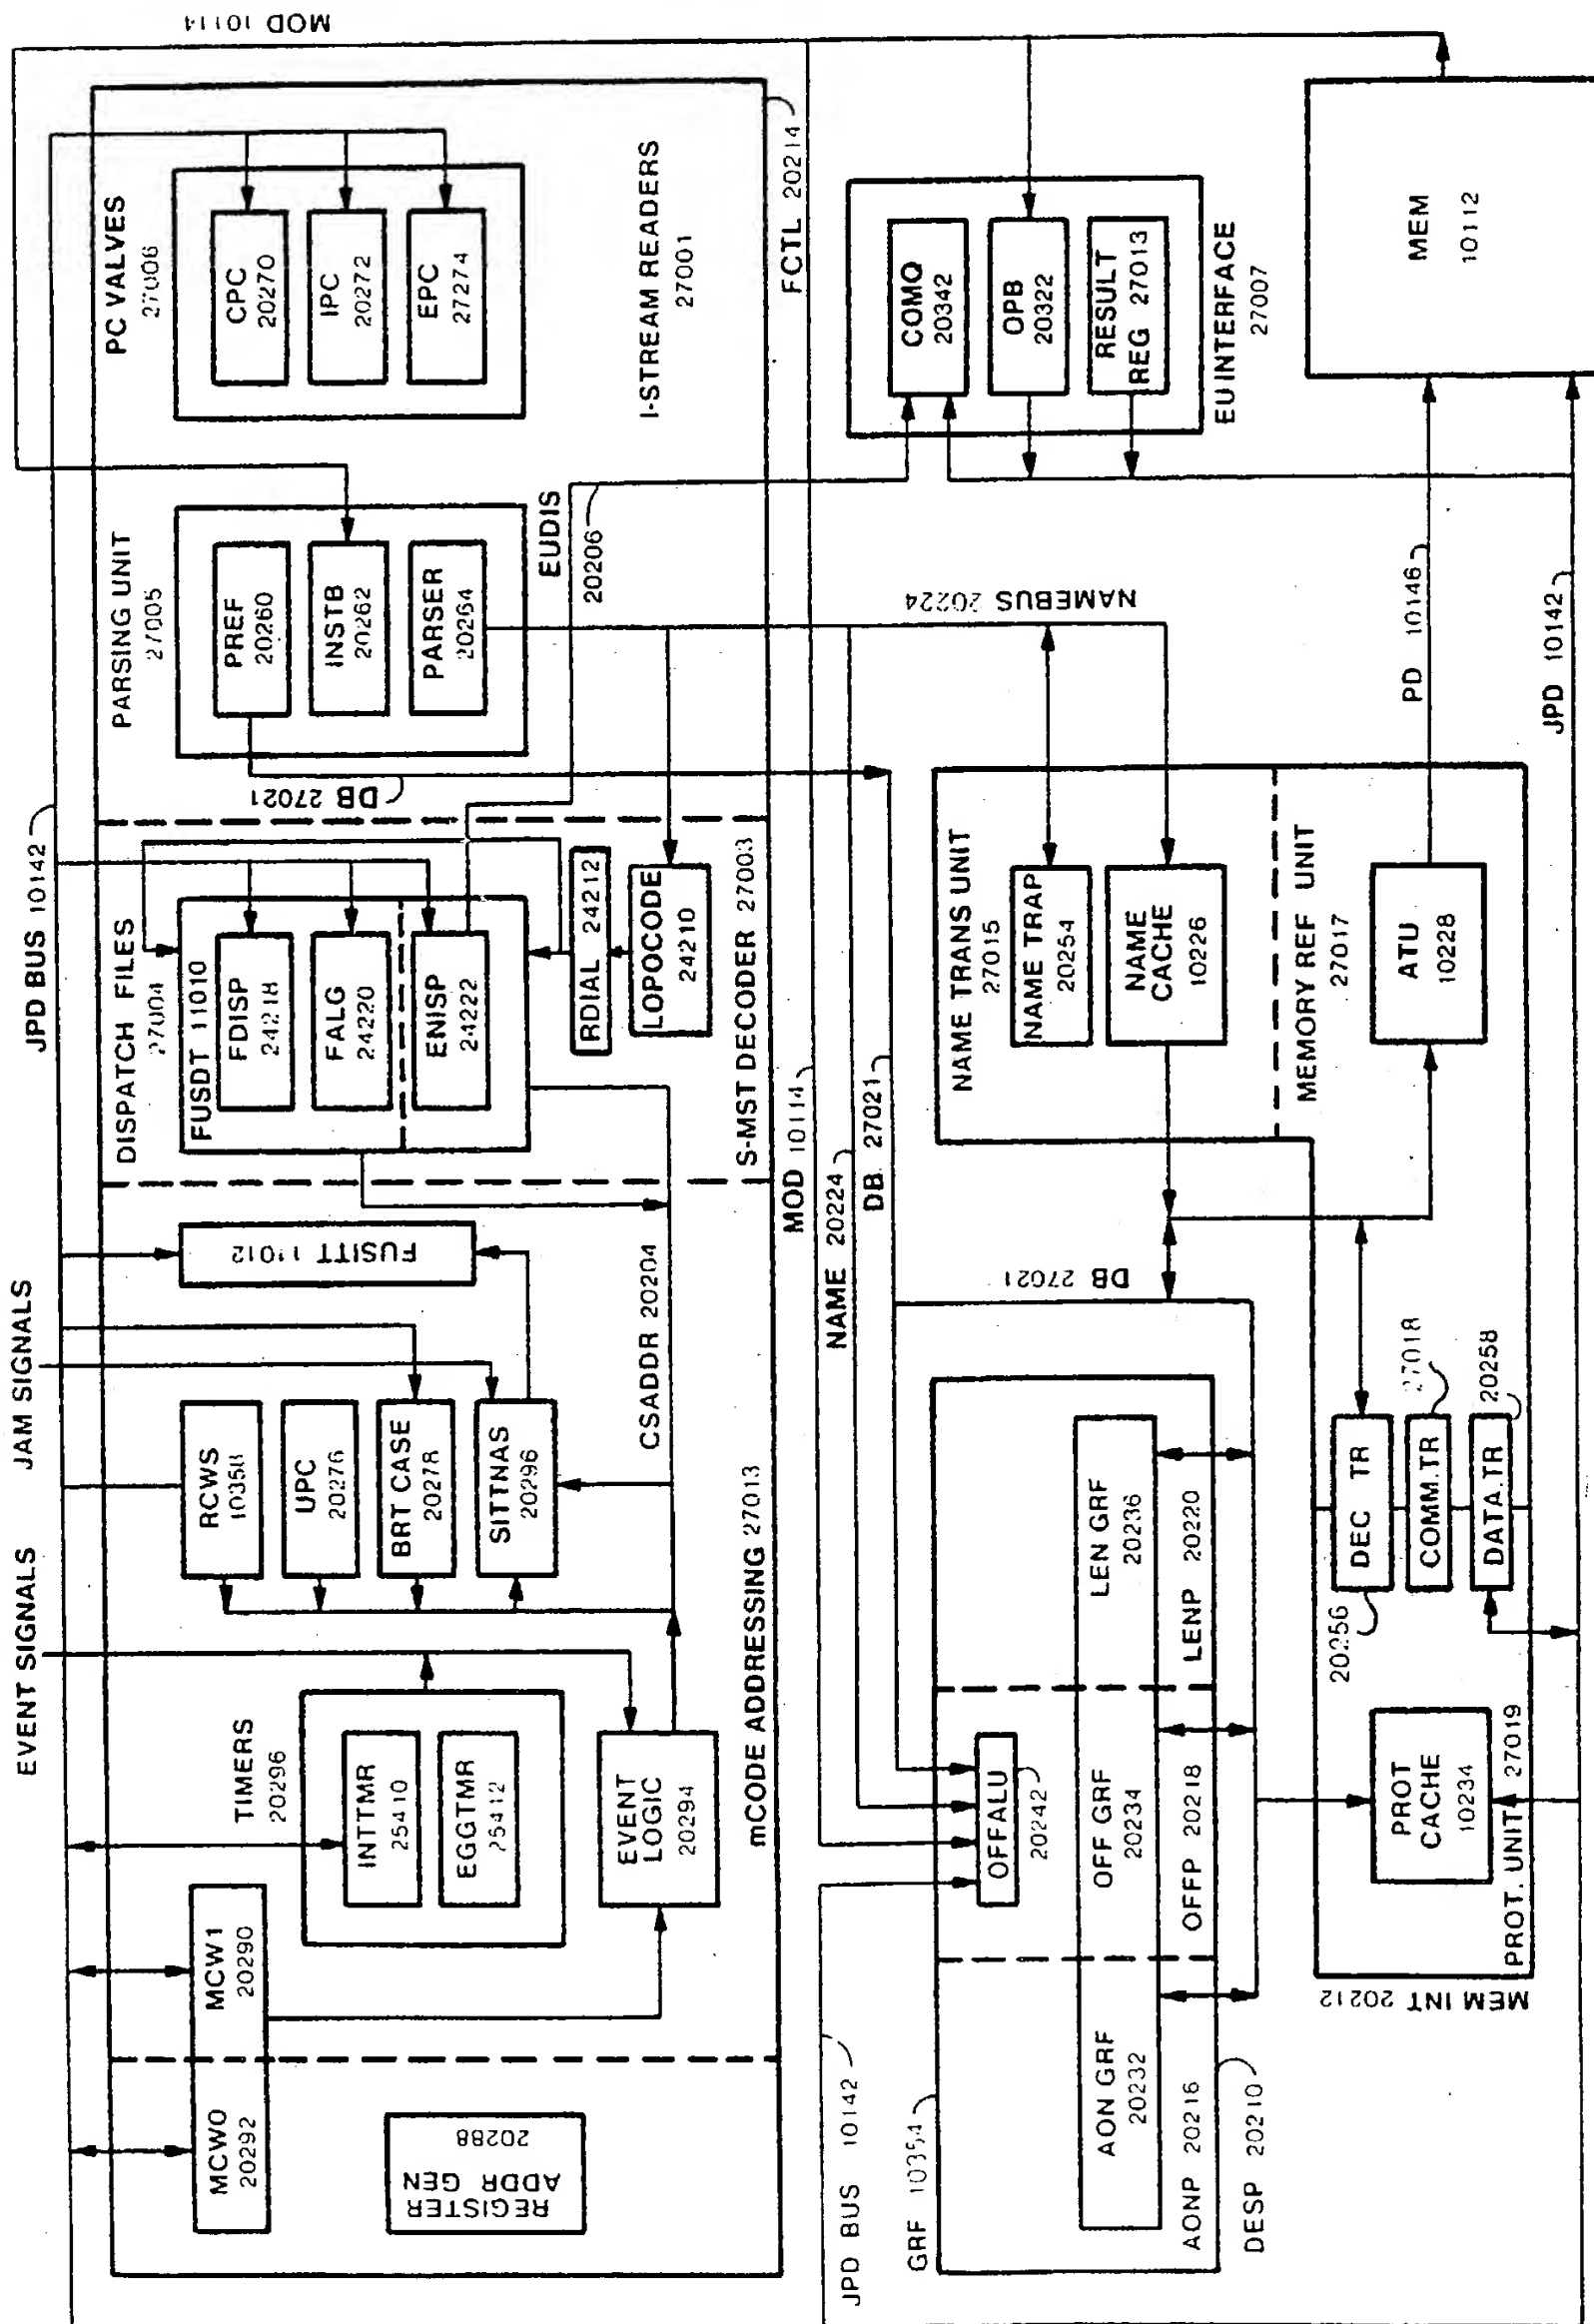 MOD 10114
EVENT SIGNALS
JAM SIGNALS
JPD BUS 10142
MCW0
20292
MCW1
20290
REGISTER
ADDR GEN
20288
TIMERS
20296
INTTMR
25410
EGGTMR
25412
EVENT
LOGIC
20294
mCODE ADDRESSING 27013
RCWS
10358
UPC
20276
BRT CASE
20278
SITTNAS
20296
FUSITT 11012
CSADDR 20204
DISPATCH FILES
27004
FUSDT 11010
FDISP
24218
FALG
24220
ENISP
24222
RDIAL 24212
LOPOCODE
24210
S-MST DECODER 27003
DB 27021
PARSING UNIT
27005
PREF
20260
INSTB
20262
PARSER
20264
EUDIS
20206
PC VALVES
27006
CPC
20270
IPC
20272
EPC
27274
I-STREAM READERS
27001
FCTL 20214
JPD BUS 10142
MOD 10114
NAME 20224
DB 27021
GRF 10354
OFFALU
20242
AON GRF
20232
OFF GRF
20234
LEN GRF
20236
AONP 20216
OFFP 20218
LENP 20220
DESP 20210
DB 27021
NAMEBUS 20224
NAME TRANS UNIT
27015
NAME TRAP
20254
NAME
CACHE
10226
MEMORY REF UNIT
27017
ATU
10228
COMQ
20342
OPB
20322
RESULT
REG 27013
EU INTERFACE
27007
MEM
10112
PD 10146
JPD 10142
MEM INT 20212
PROT
CACHE
10234
PROT. UNIT 27019
20256
DEC TR
COMM.TR
27018
DATA.TR
20258